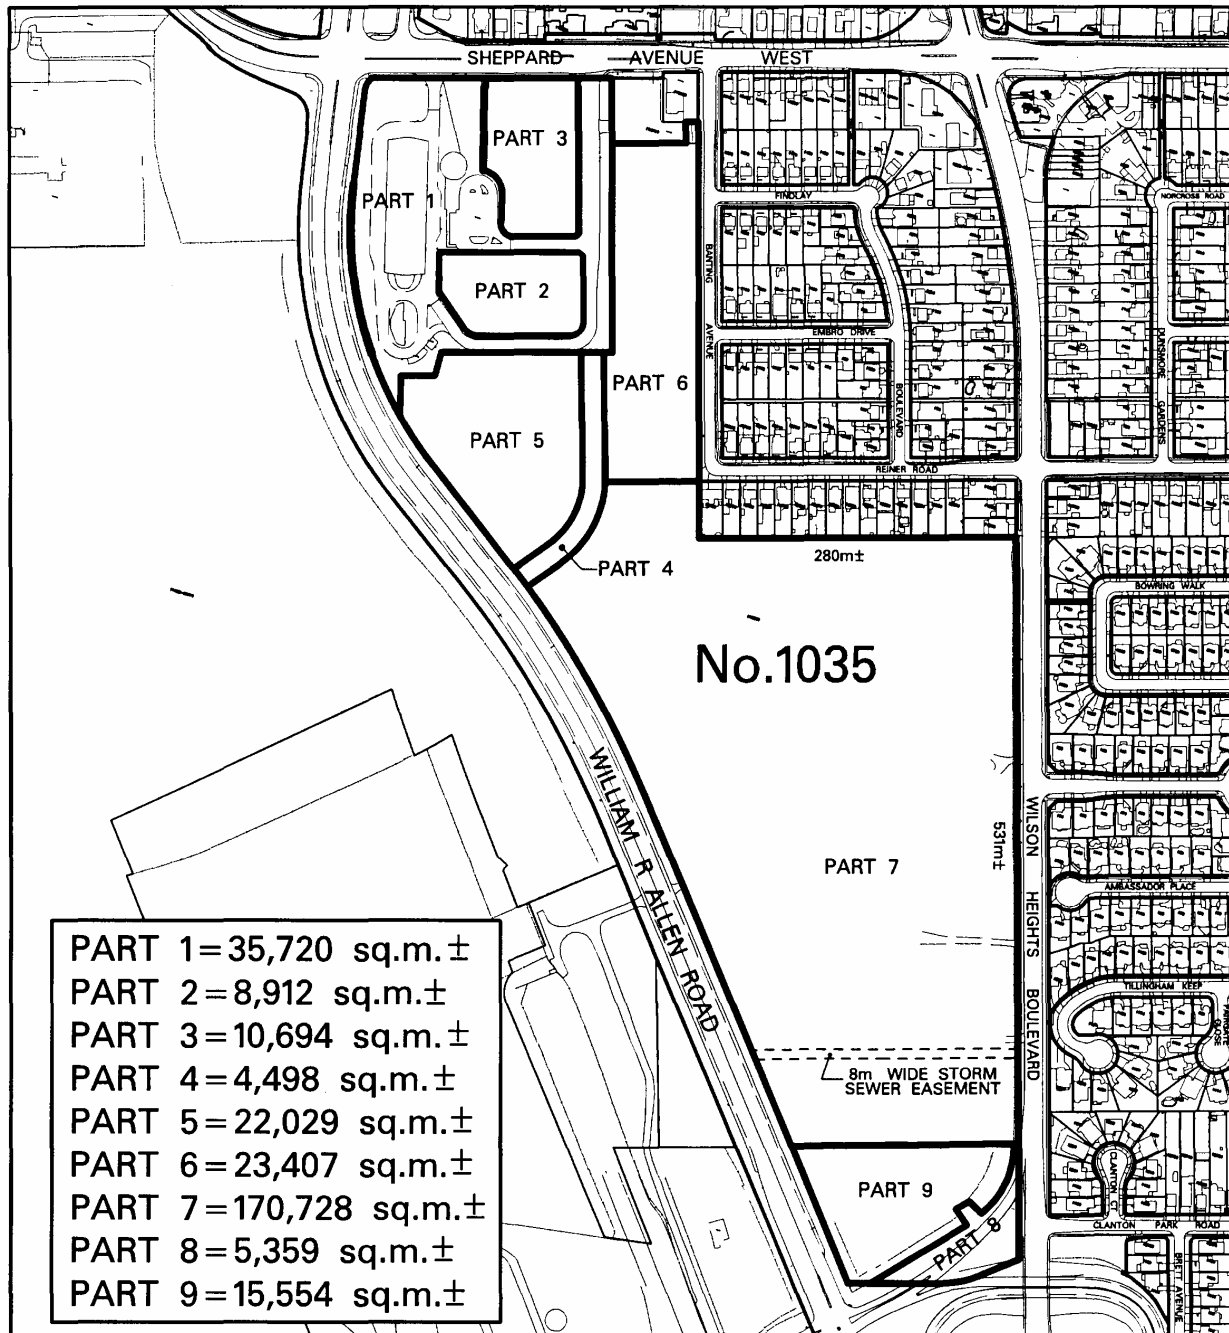 SHEPPARD AVENUE WEST
PART 3
PART 1
FINDLAY
NORCROSS ROAD
BANTING AVENUE
PART 2
EMBRO DRIVE
GARDENS
PART 6
BOULEVARD
PART 5
REINER ROAD
280m±
PART 4
BOWRING WALK
No.1035
WILLIAM R ALLEN ROAD
531m±
WILSON HEIGHTS BOULEVARD
PART 7
AMBASSADOR PLACE
TILLINGHAM KEEP
8m WIDE STORM
SEWER EASEMENT
PART 9
PART 8
CLANTON CT
CLANTON PARK ROAD
AVENUE
PART 1=35,720 sq.m.±
PART 2=8,912 sq.m.±
PART 3=10,694 sq.m.±
PART 4=4,498 sq.m.±
PART 5=22,029 sq.m.±
PART 6=23,407 sq.m.±
PART 7=170,728 sq.m.±
PART 8=5,359 sq.m.±
PART 9=15,554 sq.m.±